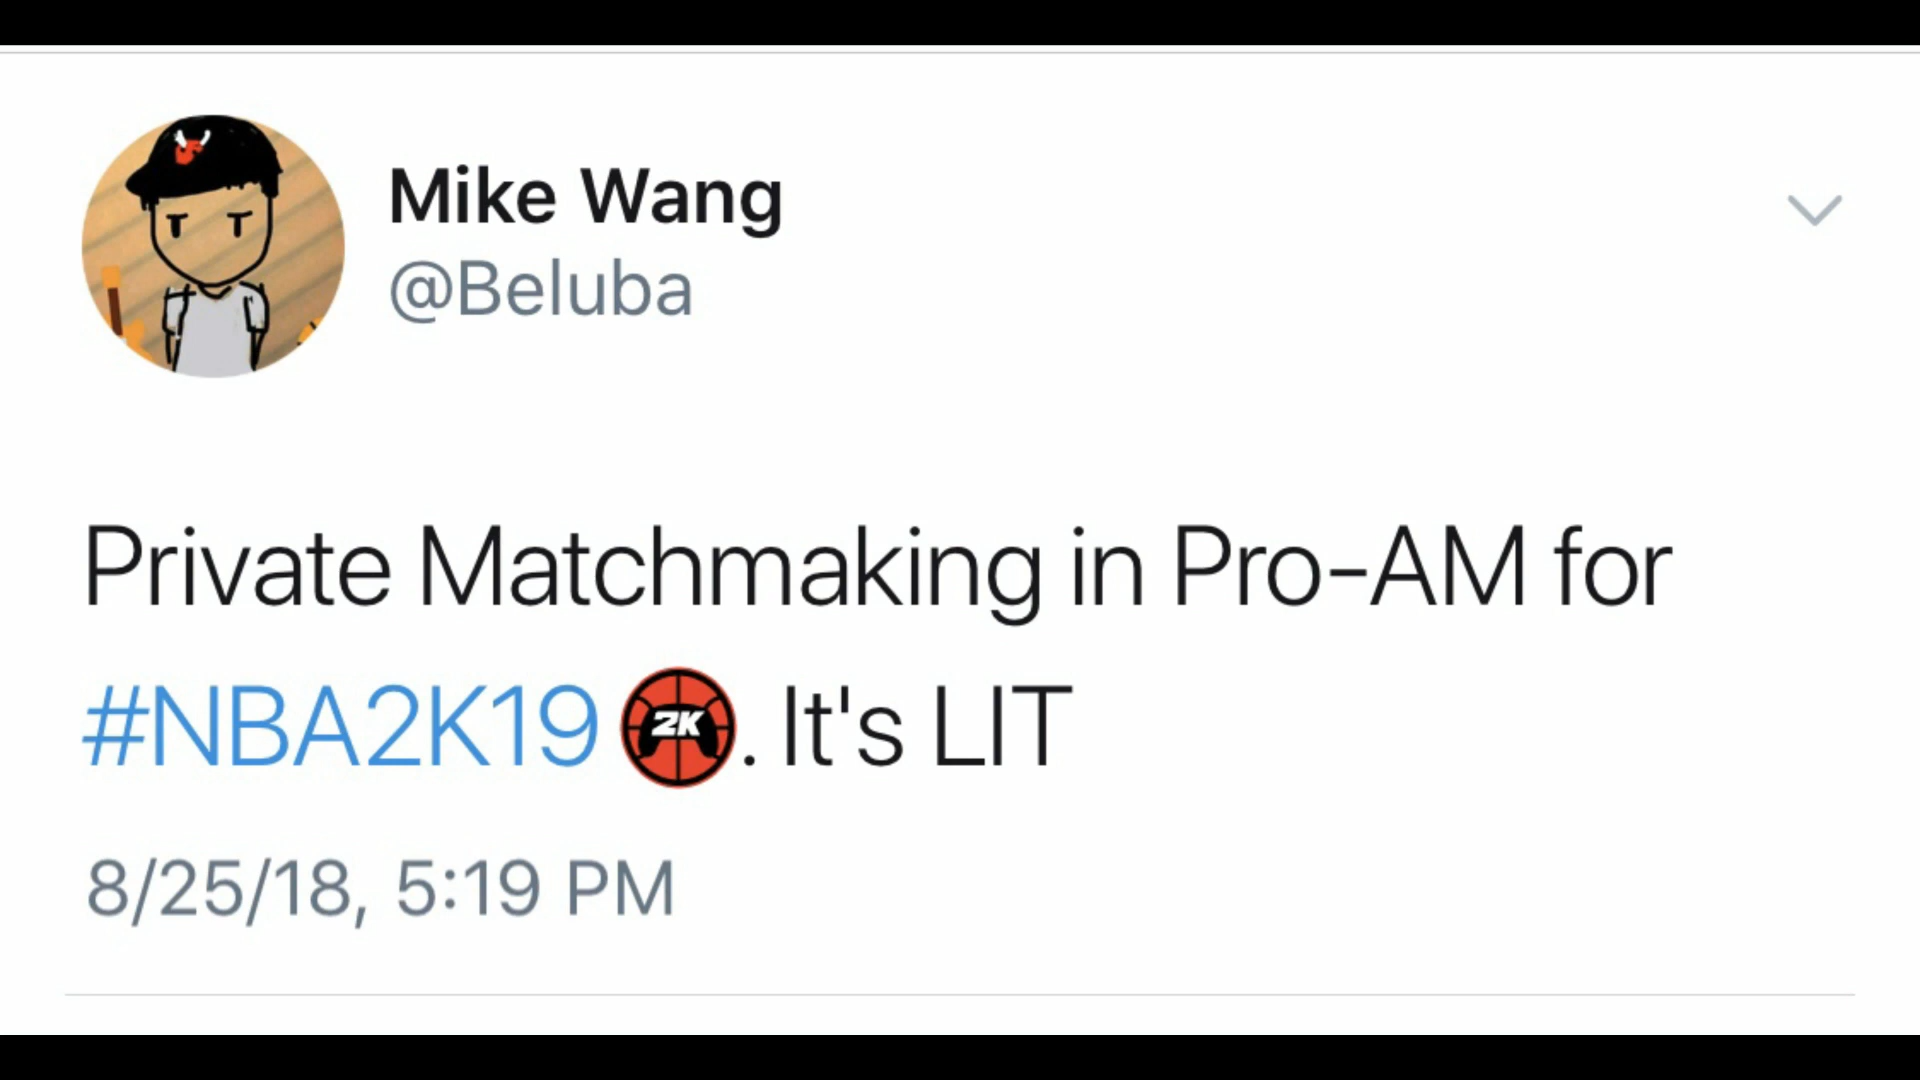 Mike Wang
@Beluba
Private Matchmaking in Pro-AM for
#NBA2K19 2K. It's LIT
8/25/18, 5:19 PM